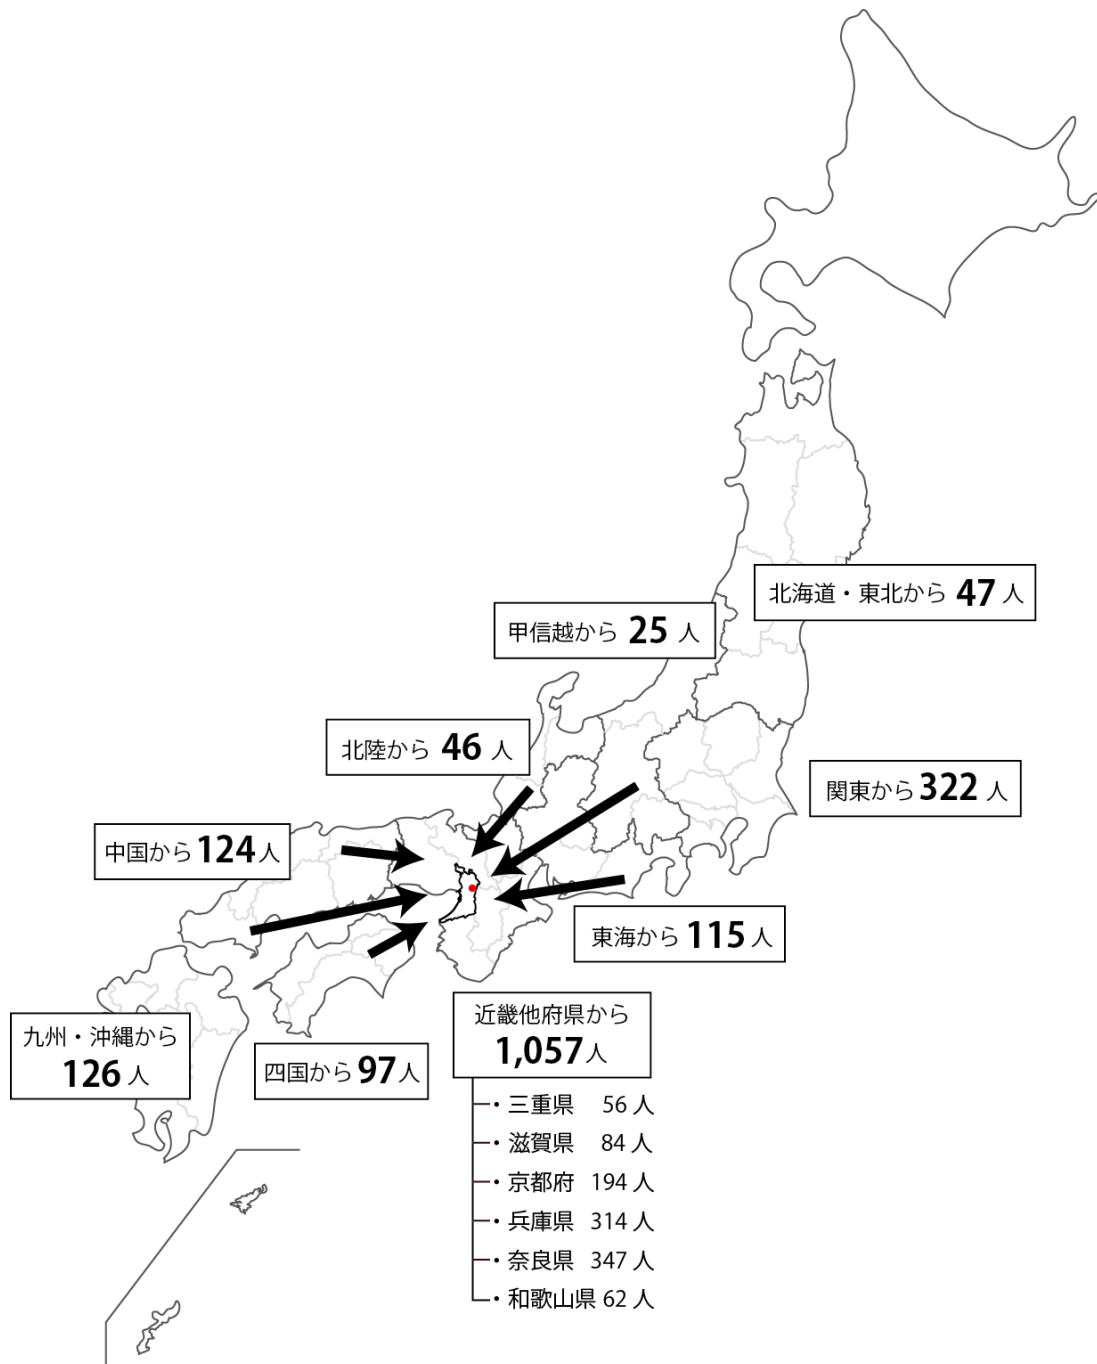 北海道・東北から 47 人
甲信越から 25 人
北陸から 46 人
関東から 322 人
中国から 124 人
東海から 115 人
近畿他府県から
1,057 人
九州・沖縄から
126 人
四国から 97 人
・三重県 56 人
・滋賀県 84 人
・京都府 194 人
・兵庫県 314 人
・奈良県 347 人
・和歌山県 62 人